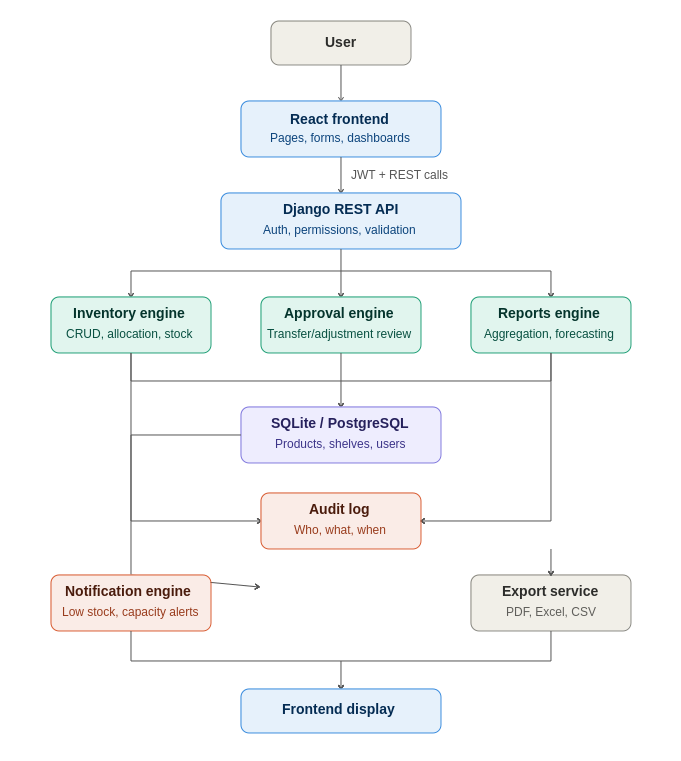 User
React frontend
Pages, forms, dashboards
JWT + REST calls
Django REST API
Auth, permissions, validation
Inventory engine
CRUD, allocation, stock
Approval engine
Transfer/adjustment review
Reports engine
Aggregation, forecasting
SQLite / PostgreSQL
Products, shelves, users
Audit log
Who, what, when
Notification engine
Low stock, capacity alerts
Export service
PDF, Excel, CSV
Frontend display